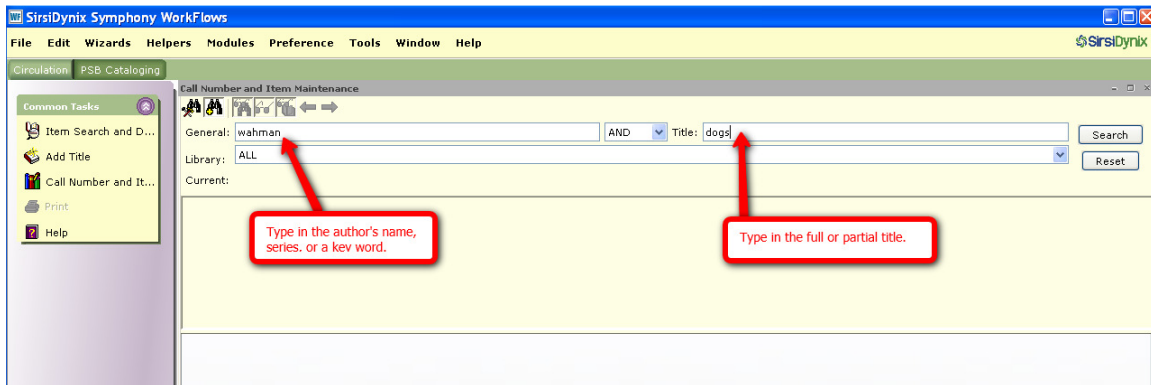 SirsiDynix Symphony WorkFlows
File Edit Wizards Helpers Modules Preference Tools Window Help
SirsiDynix
Circulation PSB Cataloging
Call Number and Item Maintenance
Common Tasks
Item Search and D...
Add Title
Call Number and It...
Print
Help
General: wahman AND Title: dogs Search
Library: ALL Reset
Current:
Type in the author's name,
series. or a kev word.
Type in the full or partial title.